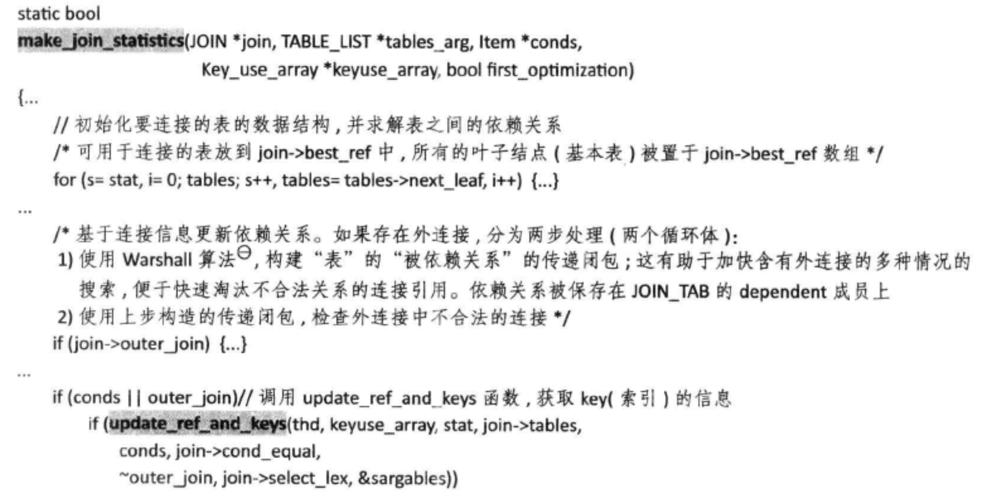 static bool
make_join_statistics(JOIN *join, TABLE_LIST *tables_arg, Item *conds,
Key_use_array *keyuse_array, bool first_optimization)
{...
// 初始化要连接的表的数据结构,并求解表之间的依赖关系
/* 可用于连接的表放到 join->best_ref 中,所有的叶子结点(基本表)被置于 join->best_ref 数组 */
for (s= stat, i= 0; tables; s++, tables= tables->next_leaf, i++) {...}
...
/* 基于连接信息更新依赖关系。如果存在外连接,分为两步处理(两个循环体):
1) 使用 Warshall 算法㊀,构建“表”的“被依赖关系”的传递闭包;这有助于加快含有外连接的多种情况的
搜索,便于快速淘汰不合法关系的连接引用。依赖关系被保存在 JOIN_TAB 的 dependent 成员上
2) 使用上步构造的传递闭包,检查外连接中不合法的连接 */
if (join->outer_join) {...}
...
if (conds || outer_join)// 调用 update_ref_and_keys 函数,获取 key(索引)的信息
if (update_ref_and_keys(thd, keyuse_array, stat, join->tables,
conds, join->cond_equal,
~outer_join, join->select_lex, &sargables))